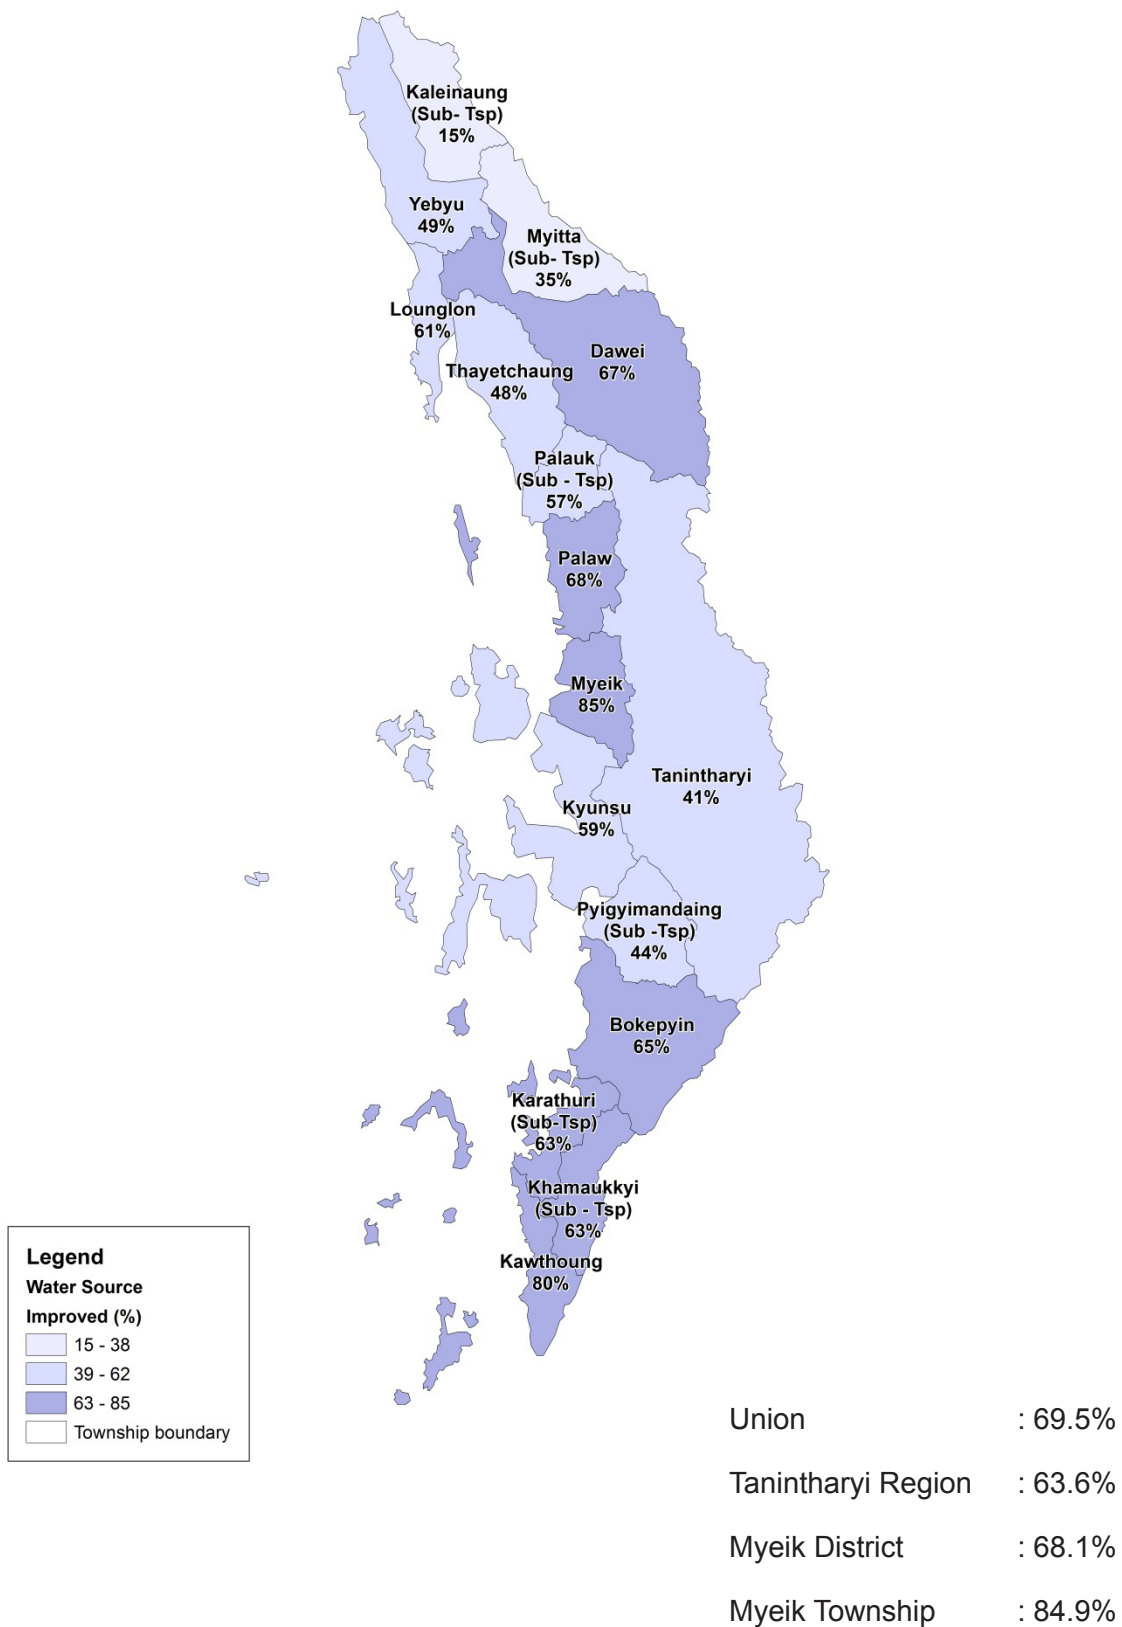 Kaleinaung
(Sub- Tsp)
15%
Yebyu
49%
Myitta
(Sub- Tsp)
35%
Lounglon
61%
Dawei
67%
Thayetchaung
48%
Palauk
(Sub - Tsp)
57%
Palaw
68%
Myeik
85%
Tanintharyi
41%
Kyunsu
59%
Pyigyimandaing
(Sub -Tsp)
44%
Bokepyin
65%
Karathuri
(Sub-Tsp)
63%
Khamaukkyi
(Sub - Tsp)
63%
Kawthoung
80%
Legend
Water Source
Improved (%)
15 - 38
39 - 62
63 - 85
Township boundary
Union : 69.5%
Tanintharyi Region : 63.6%
Myeik District : 68.1%
Myeik Township : 84.9%